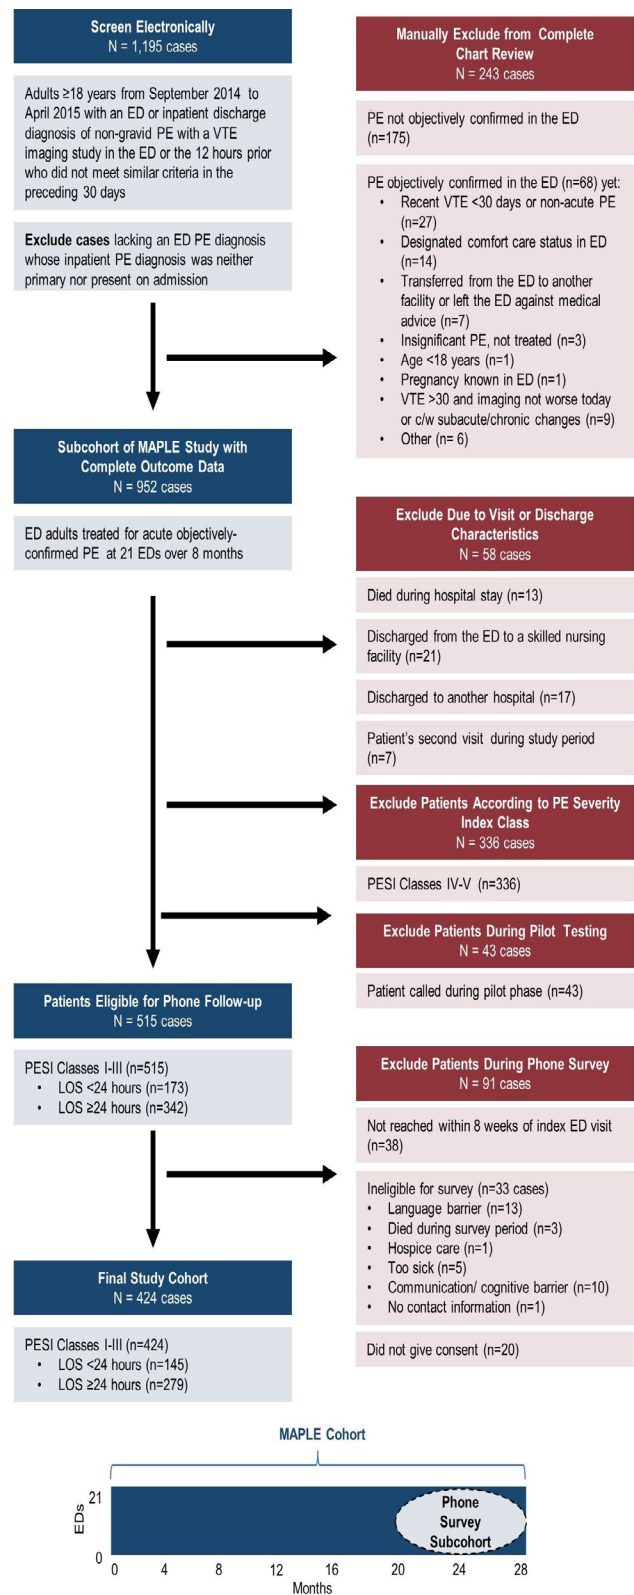 Screen Electronically
N = 1,195 cases
Adults ≥18 years from September 2014 to
April 2015 with an ED or inpatient discharge
diagnosis of non-gravid PE with a VTE
imaging study in the ED or the 12 hours prior
who did not meet similar criteria in the
preceding 30 days
Exclude cases lacking an ED PE diagnosis
whose inpatient PE diagnosis was neither
primary nor present on admission
Manually Exclude from Complete
Chart Review
N = 243 cases
PE not objectively confirmed in the ED
(n=175)
PE objectively confirmed in the ED (n=68) yet:
• Recent VTE <30 days or non-acute PE
(n=27)
• Designated comfort care status in ED
(n=14)
• Transferred from the ED to another
facility or left the ED against medical
advice (n=7)
• Insignificant PE, not treated (n=3)
• Age <18 years (n=1)
• Pregnancy known in ED (n=1)
• VTE >30 and imaging not worse today
or c/w subacute/chronic changes (n=9)
• Other (n= 6)
Subcohort of MAPLE Study with
Complete Outcome Data
N = 952 cases
ED adults treated for acute objectively-
confirmed PE at 21 EDs over 8 months
Exclude Due to Visit or Discharge
Characteristics
N = 58 cases
Died during hospital stay (n=13)
Discharged from the ED to a skilled nursing
facility (n=21)
Discharged to another hospital (n=17)
Patient's second visit during study period
(n=7)
Exclude Patients According to PE Severity
Index Class
N = 336 cases
PESI Classes IV-V (n=336)
Exclude Patients During Pilot Testing
N = 43 cases
Patient called during pilot phase (n=43)
Patients Eligible for Phone Follow-up
N = 515 cases
PESI Classes I-III (n=515)
• LOS <24 hours (n=173)
• LOS ≥24 hours (n=342)
Exclude Patients During Phone Survey
N = 91 cases
Not reached within 8 weeks of index ED visit
(n=38)
Ineligible for survey (n=33 cases)
• Language barrier (n=13)
• Died during survey period (n=3)
• Hospice care (n=1)
• Too sick (n=5)
• Communication/ cognitive barrier (n=10)
• No contact information (n=1)
Did not give consent (n=20)
Final Study Cohort
N = 424 cases
PESI Classes I-III (n=424)
• LOS <24 hours (n=145)
• LOS ≥24 hours (n=279)
MAPLE Cohort
21
EDs
0
Phone
Survey
Subcohort
0 4 8 12 16 20 24 28
Months